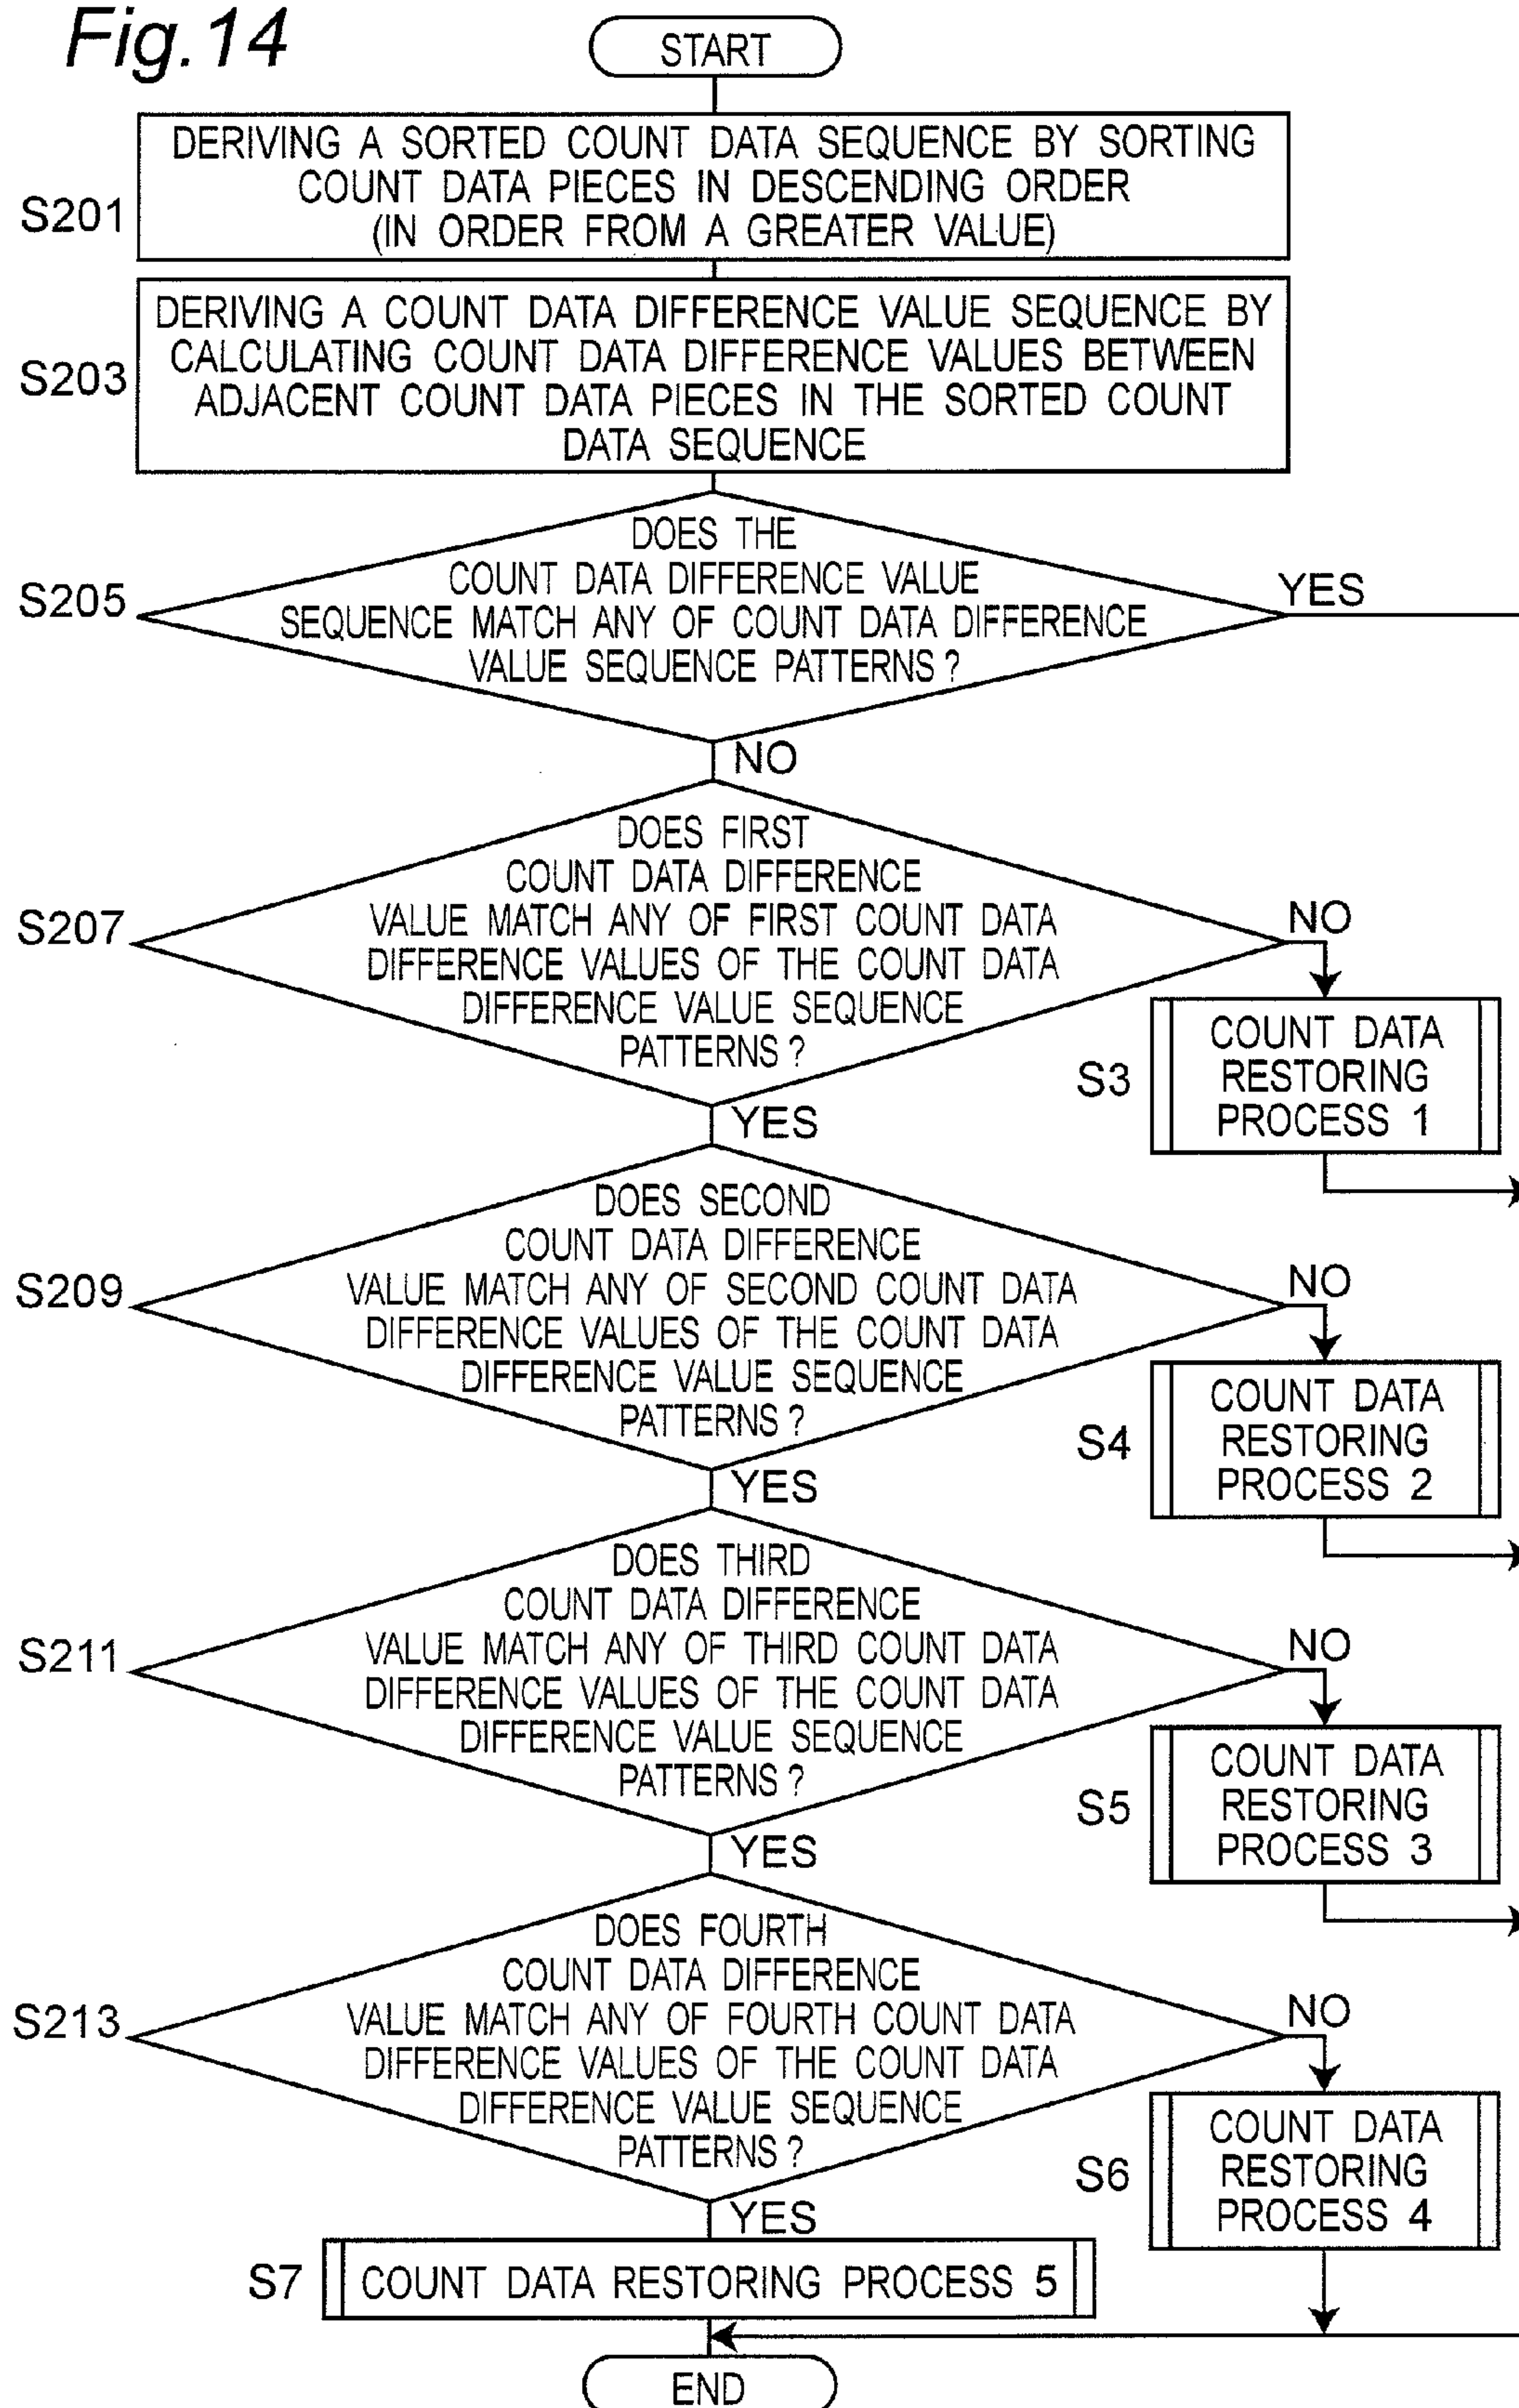 Fig.14
START
S201
DERIVING A SORTED COUNT DATA SEQUENCE BY SORTING
COUNT DATA PIECES IN DESCENDING ORDER
(IN ORDER FROM A GREATER VALUE)
S203
DERIVING A COUNT DATA DIFFERENCE VALUE SEQUENCE BY
CALCULATING COUNT DATA DIFFERENCE VALUES BETWEEN
ADJACENT COUNT DATA PIECES IN THE SORTED COUNT
DATA SEQUENCE
S205
DOES THE
COUNT DATA DIFFERENCE VALUE
SEQUENCE MATCH ANY OF COUNT DATA DIFFERENCE
VALUE SEQUENCE PATTERNS ?
YES
NO
S207
DOES FIRST
COUNT DATA DIFFERENCE
VALUE MATCH ANY OF FIRST COUNT DATA
DIFFERENCE VALUES OF THE COUNT DATA
DIFFERENCE VALUE SEQUENCE
PATTERNS ?
NO
S3
COUNT DATA
RESTORING
PROCESS 1
YES
S209
DOES SECOND
COUNT DATA DIFFERENCE
VALUE MATCH ANY OF SECOND COUNT DATA
DIFFERENCE VALUES OF THE COUNT DATA
DIFFERENCE VALUE SEQUENCE
PATTERNS ?
NO
S4
COUNT DATA
RESTORING
PROCESS 2
YES
S211
DOES THIRD
COUNT DATA DIFFERENCE
VALUE MATCH ANY OF THIRD COUNT DATA
DIFFERENCE VALUES OF THE COUNT DATA
DIFFERENCE VALUE SEQUENCE
PATTERNS ?
NO
S5
COUNT DATA
RESTORING
PROCESS 3
YES
S213
DOES FOURTH
COUNT DATA DIFFERENCE
VALUE MATCH ANY OF FOURTH COUNT DATA
DIFFERENCE VALUES OF THE COUNT DATA
DIFFERENCE VALUE SEQUENCE
PATTERNS ?
NO
S6
COUNT DATA
RESTORING
PROCESS 4
YES
S7
COUNT DATA RESTORING PROCESS 5
END